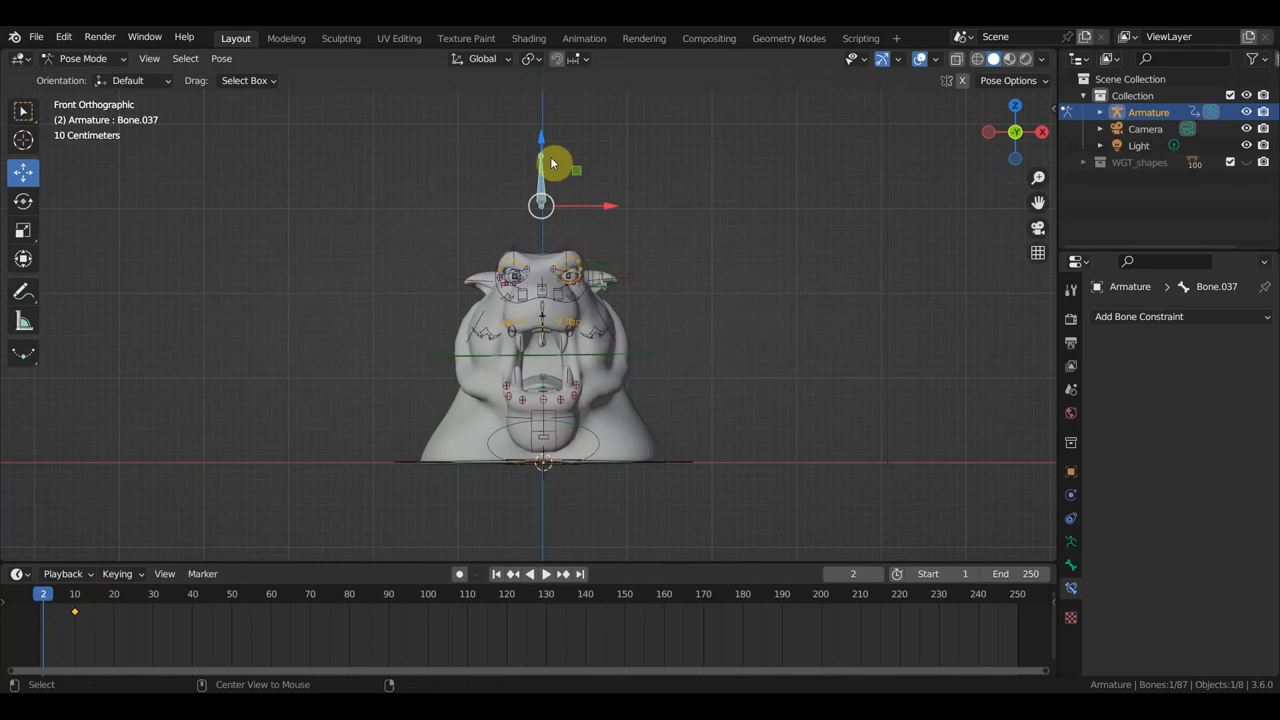 File Edit Render Window Help Layout Modeling Sculpting UV Editing Texture Paint Shading Animation Rendering Compositing Geometry Nodes Scripting + Scene ViewLayer
Pose Mode View Select Pose Global
Orientation: Default Drag: Select Box X Pose Options
Front Orthographic
(2) Armature : Bone.037
10 Centimeters
Z
X
-Y
Scene Collection
Collection
Armature
Camera
Light
WGT_shapes 100
Armature > Bone.037
Add Bone Constraint
Playback Keying View Marker 2 Start 1 End 250
2 10 20 30 40 50 60 70 80 90 100 110 120 130 140 150 160 170 180 190 200 210 220 230 240 250
Select Center View to Mouse Armature | Bones:1/87 | Objects:1/8 | 3.6.0